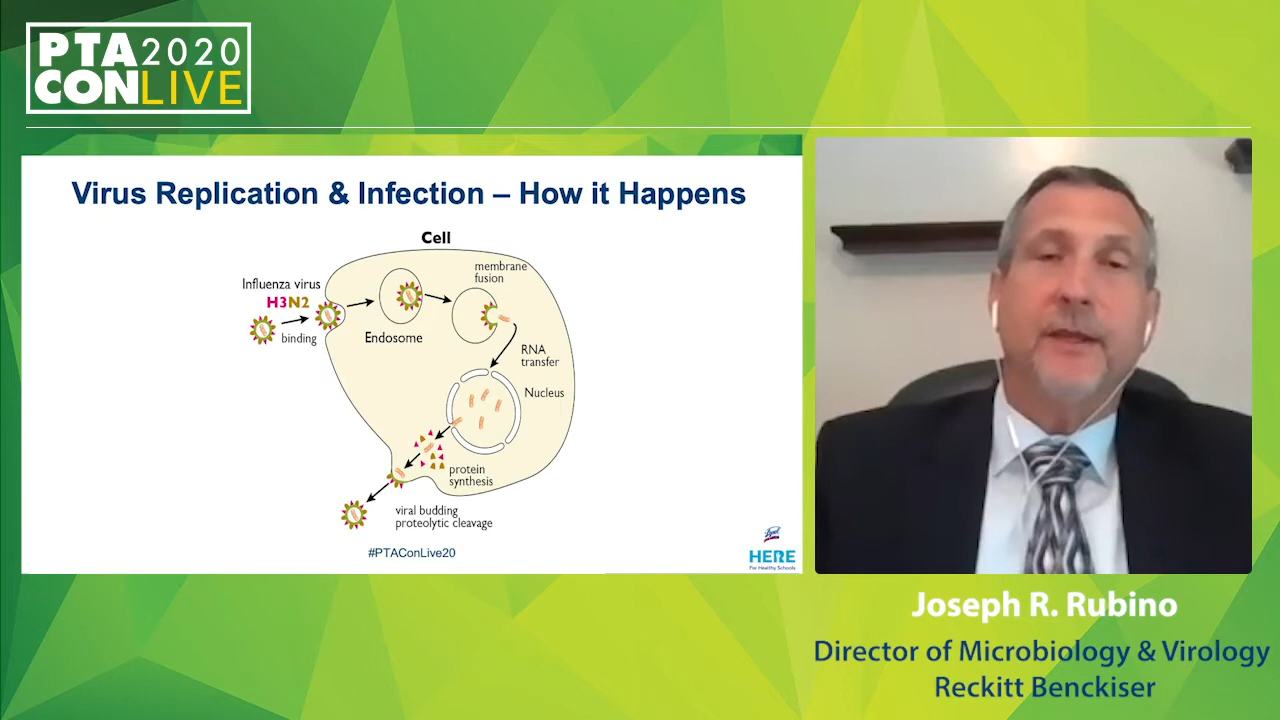 PTA2020
CONLIVE
Virus Replication & Infection – How it Happens
Cell
membrane
fusion
Influenza virus
H3N2
binding
Endosome
RNA
transfer
Nucleus
protein
synthesis
viral budding
proteolytic cleavage
#PTAConLive20
Lysol
HERE
For Healthy Schools
Joseph R. Rubino
Director of Microbiology & Virology
Reckitt Benckiser